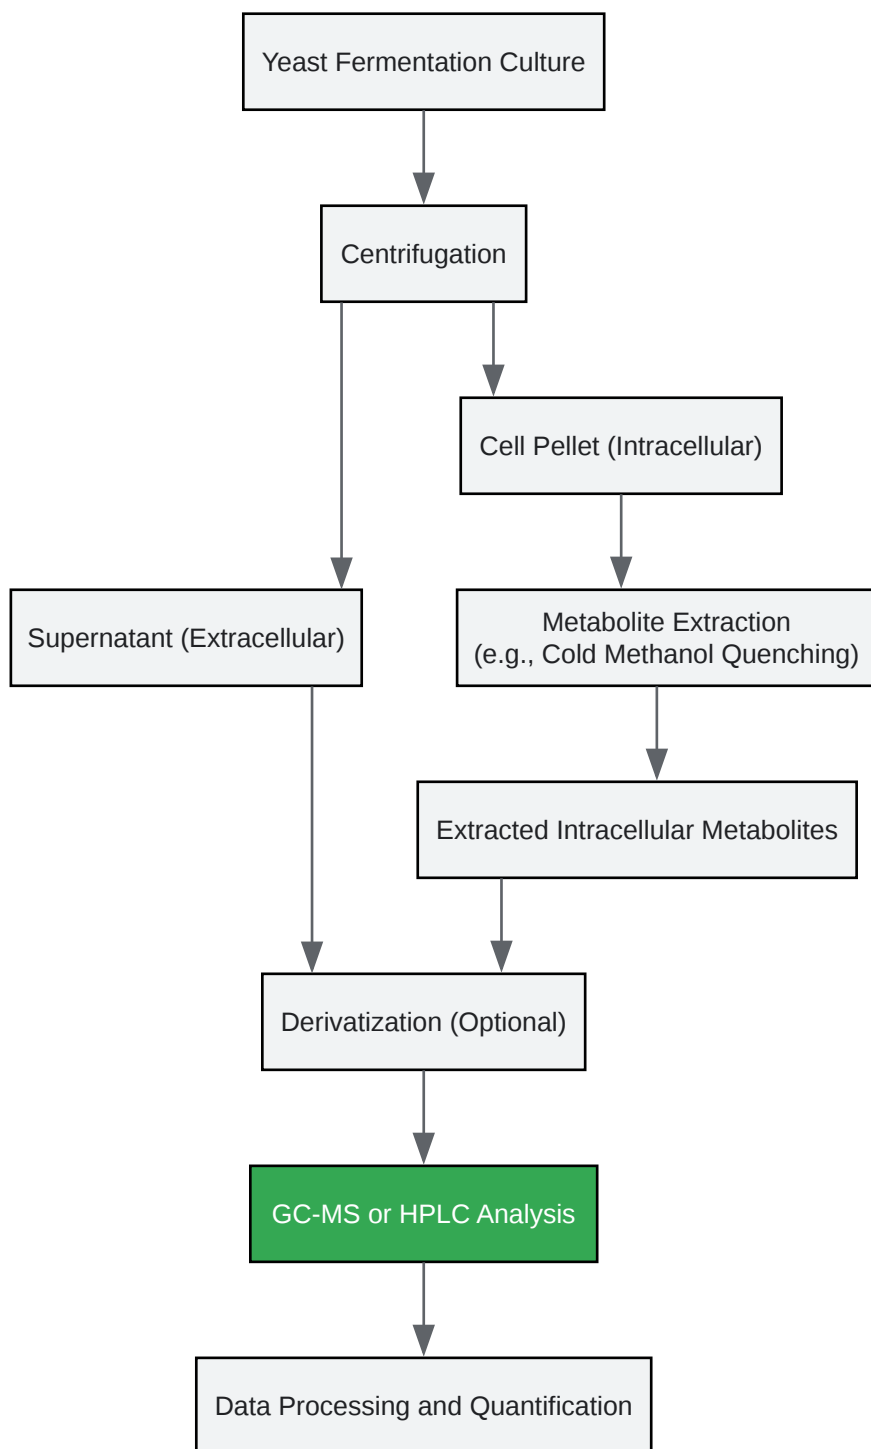 Yeast Fermentation Culture
Centrifugation
Cell Pellet (Intracellular)
Supernatant (Extracellular)
Metabolite Extraction
(e.g., Cold Methanol Quenching)
Extracted Intracellular Metabolites
Derivatization (Optional)
GC-MS or HPLC Analysis
Data Processing and Quantification